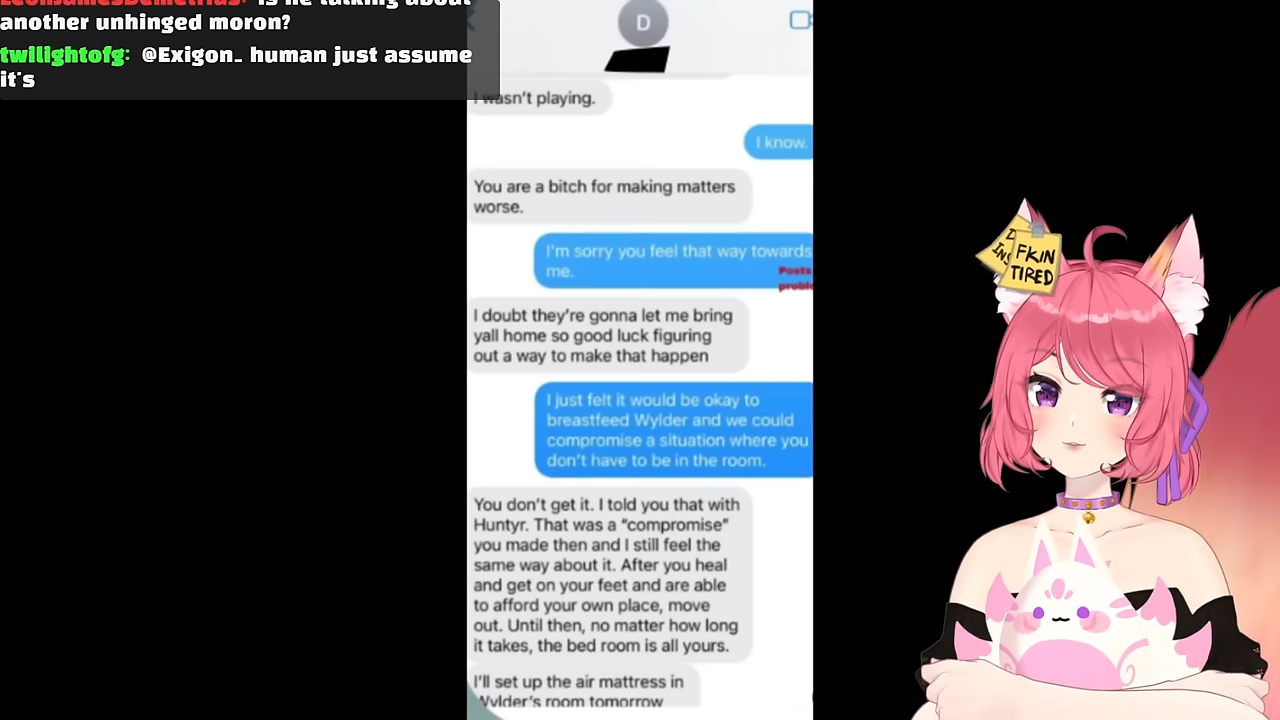 another unhinged moron?
twilightofg: @Exigon_ human just assume
it's
D
I wasn't playing.
I know.
You are a bitch for making matters
worse.
I'm sorry you feel that way towards
me.
Posts
proble
I doubt they're gonna let me bring
yall home so good luck figuring
out a way to make that happen
I just felt it would be okay to
breastfeed Wylder and we could
compromise a situation where you
don't have to be in the room.
You don't get it. I told you that with
Huntyr. That was a “compromise”
you made then and I still feel the
same way about it. After you heal
and get on your feet and are able
to afford your own place, move
out. Until then, no matter how long
it takes, the bed room is all yours.
I'll set up the air mattress in
Wylder's room tomorrow
FKIN
TIRED